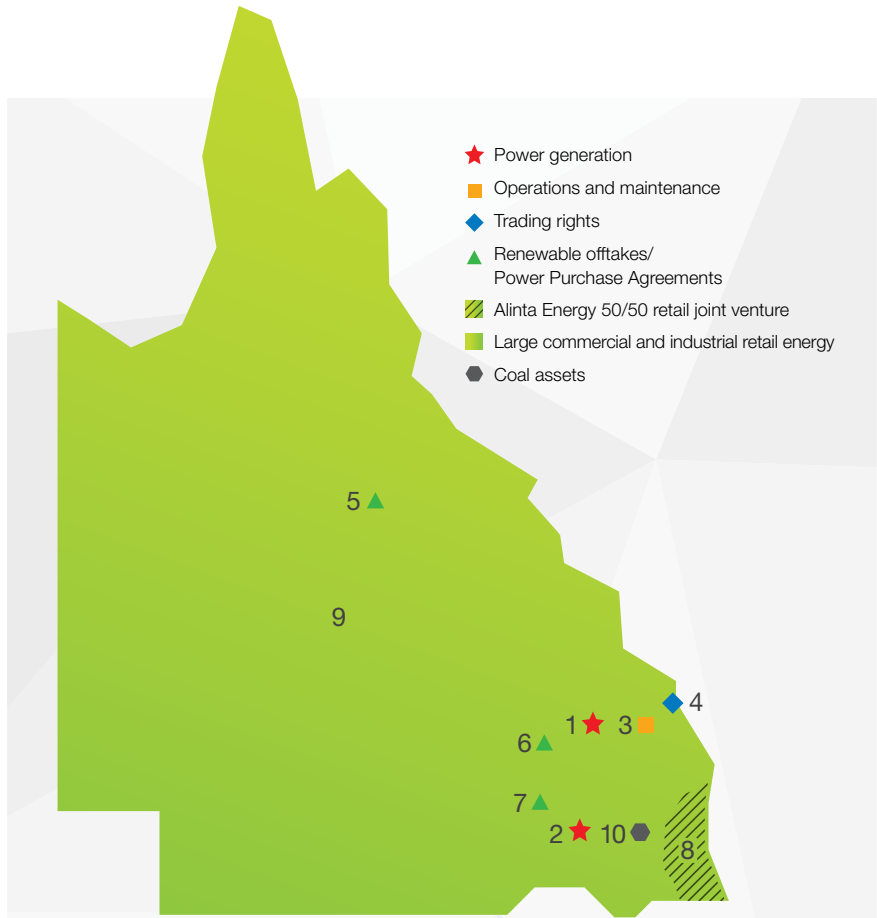 Power generation
Operations and maintenance
Trading rights
Renewable offtakes/
Power Purchase Agreements
Alinta Energy 50/50 retail joint venture
Large commercial and industrial retail energy
Coal assets
5
9
4
1
3
6
7
2
10
8